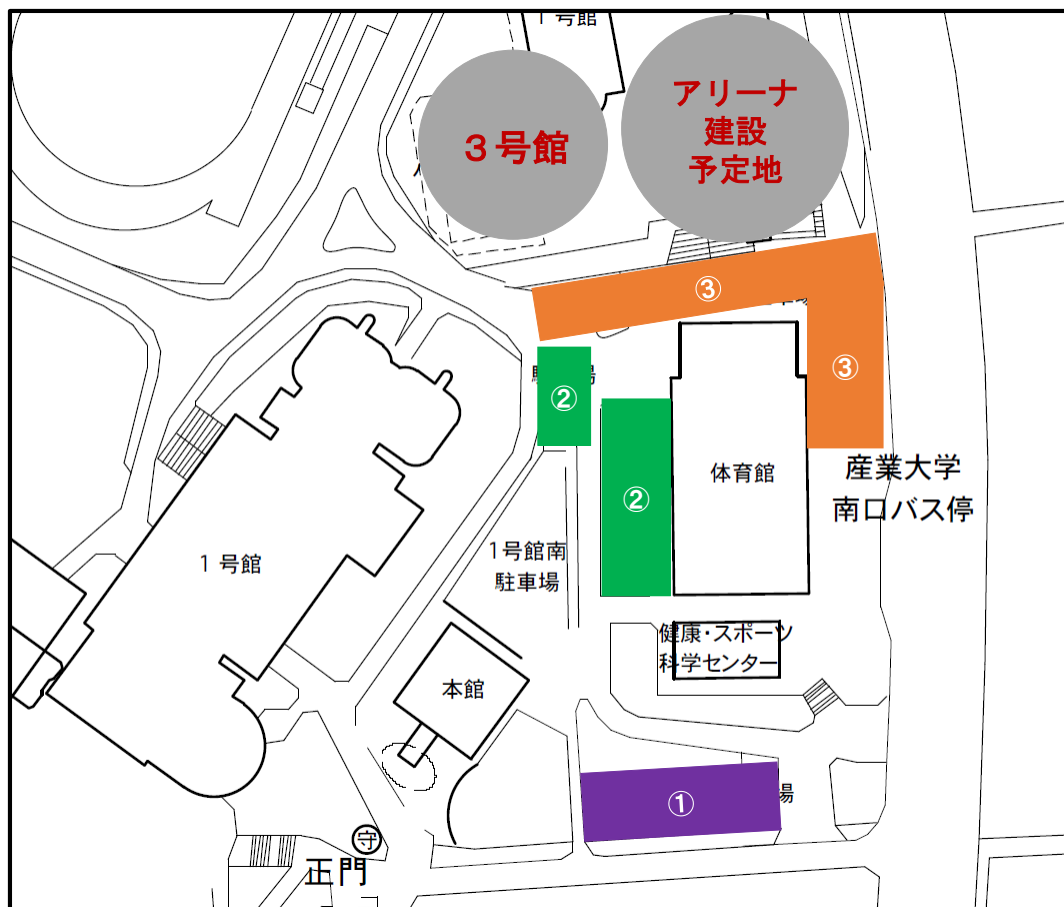 1 号館
３号館
アリーナ
建設
予定地
③
③
②
②
体育館
産業大学
南口バス停
1号館南
駐車場
1 号館
健康・スポーツ
科学センター
本館
①
場
守
正門